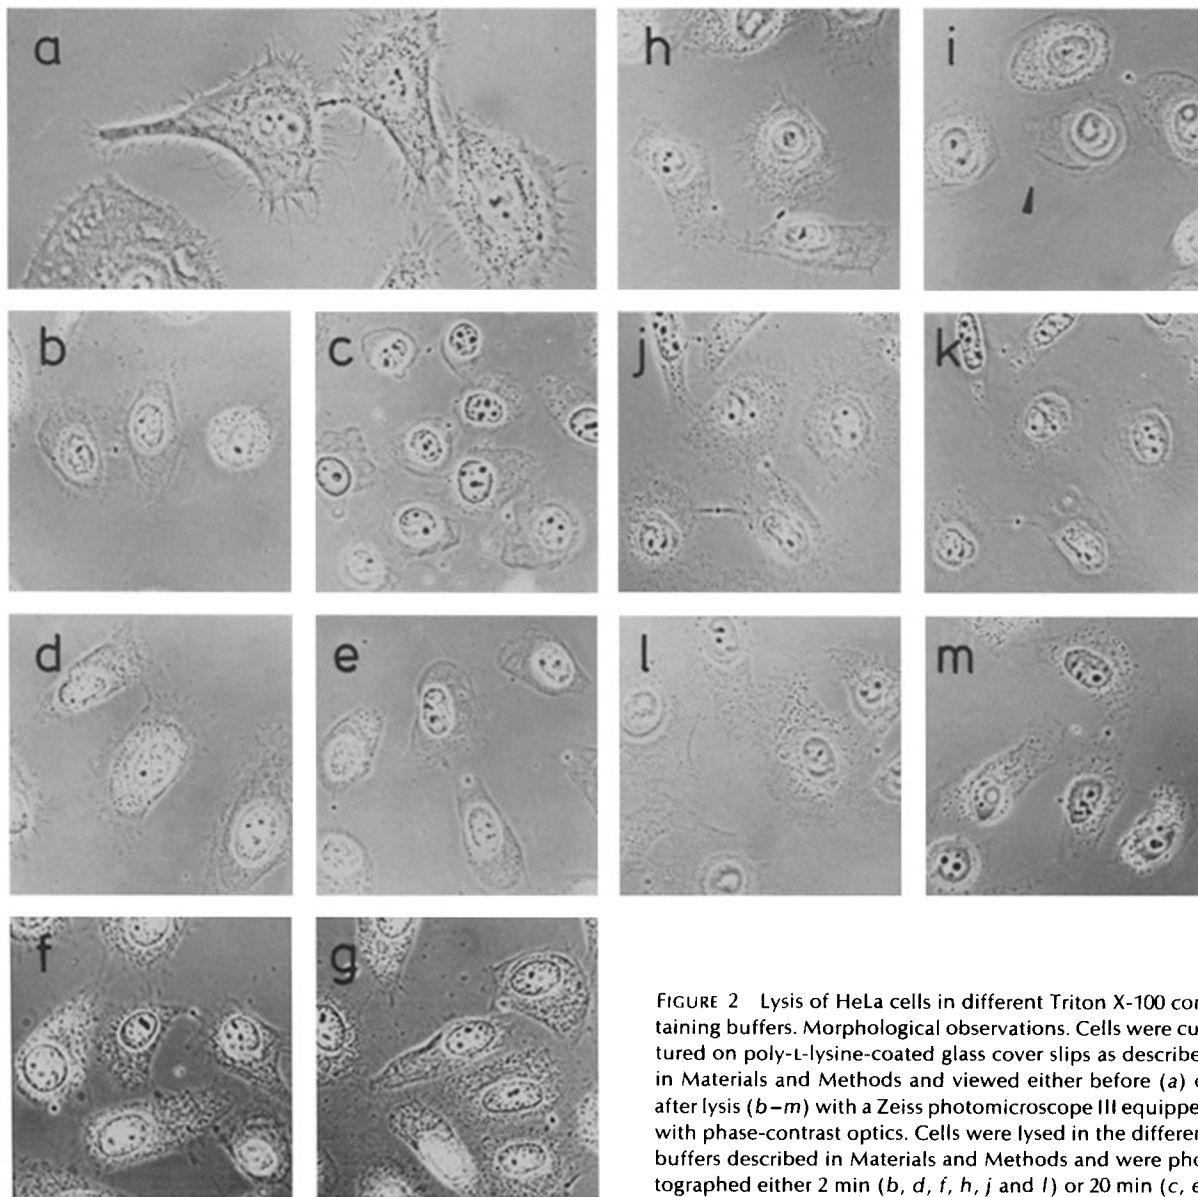 a
h
i
b
c
j
k
d
e
l
m
f
g
FIGURE 2 Lysis of HeLa cells in different Triton X-100 con
taining buffers. Morphological observations. Cells were cu
tured on poly-L-lysine-coated glass cover slips as describe
in Materials and Methods and viewed either before (a) o
after lysis (b–m) with a Zeiss photomicroscope III equippe
with phase-contrast optics. Cells were lysed in the differen
buffers described in Materials and Methods and were pho
tographed either 2 min (b, d, f, h, j and l) or 20 min (c, e